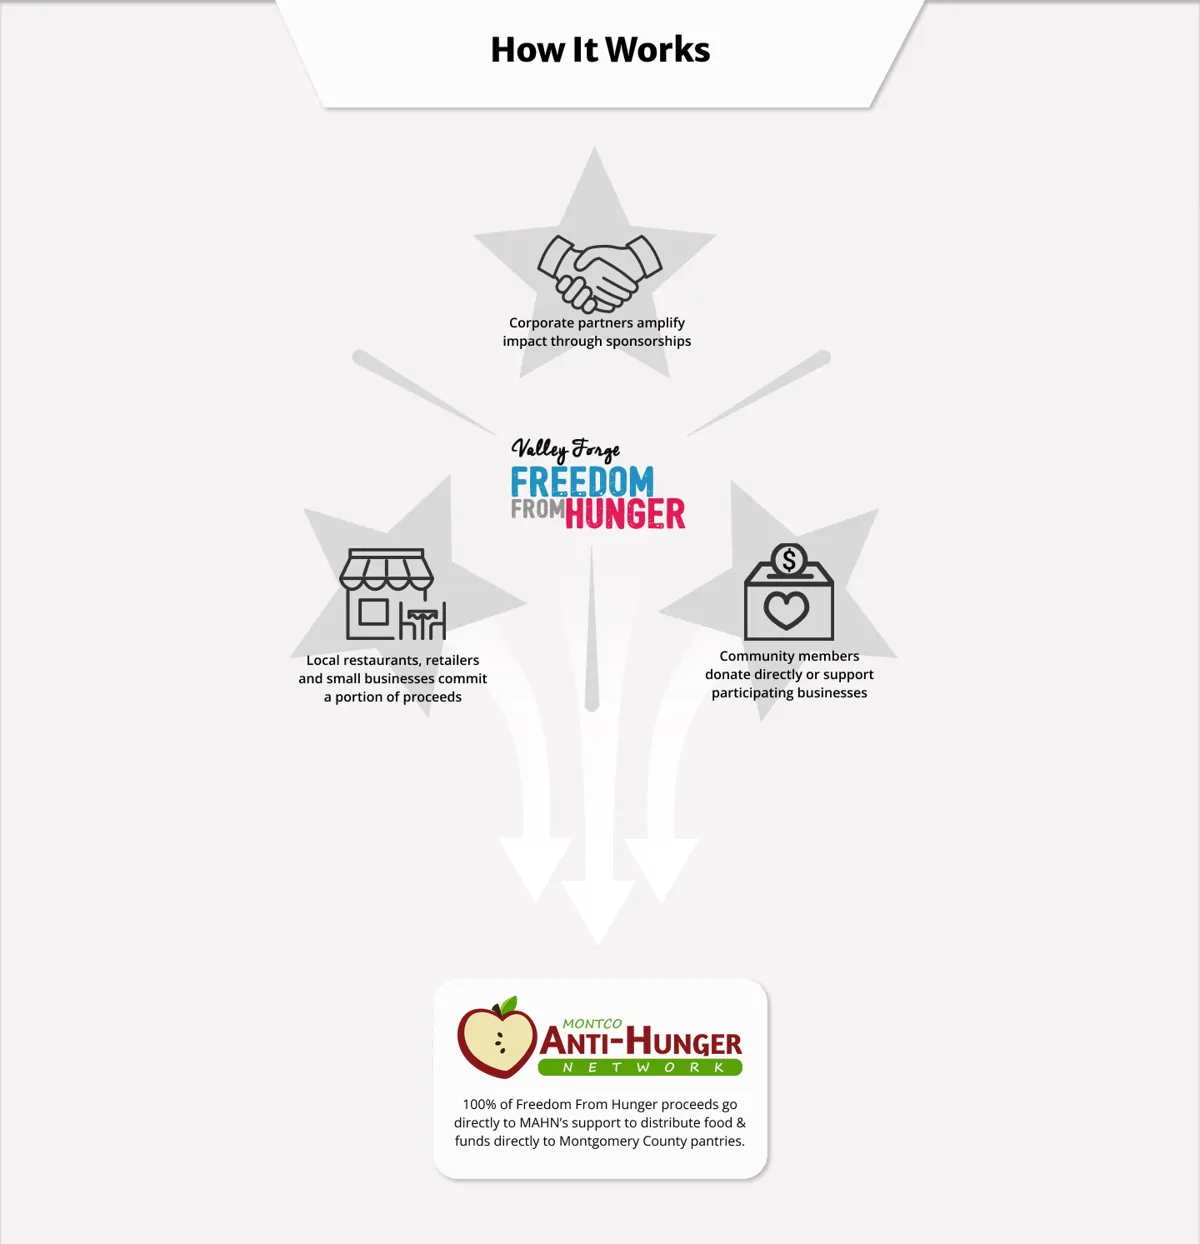 How It Works
Corporate partners amplify
impact through sponsorships
Valley Forge
FREEDOM
FROM HUNGER
Local restaurants, retailers
and small businesses commit
a portion of proceeds
$
Community members
donate directly or support
participating businesses
MONTCO
ANTI-HUNGER
NETWORK
100% of Freedom From Hunger proceeds go
directly to MAHN’s support to distribute food &
funds directly to Montgomery County pantries.